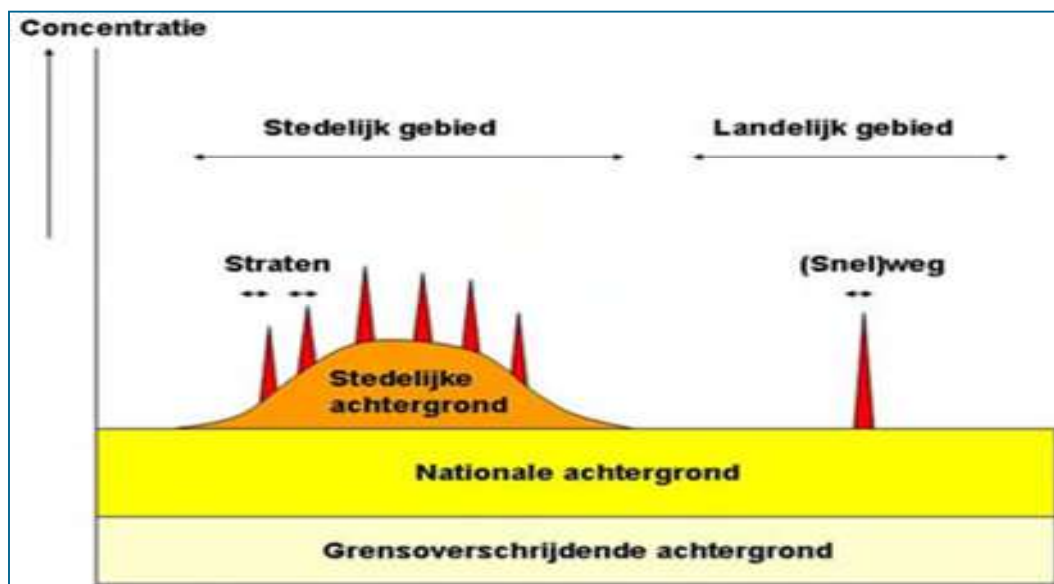 Concentratie
Stedelijk gebied
Landelijk gebied
Straten
(Snel)weg
Stedelijke
achtergrond
Nationale achtergrond
Grensoverschrijdende achtergrond